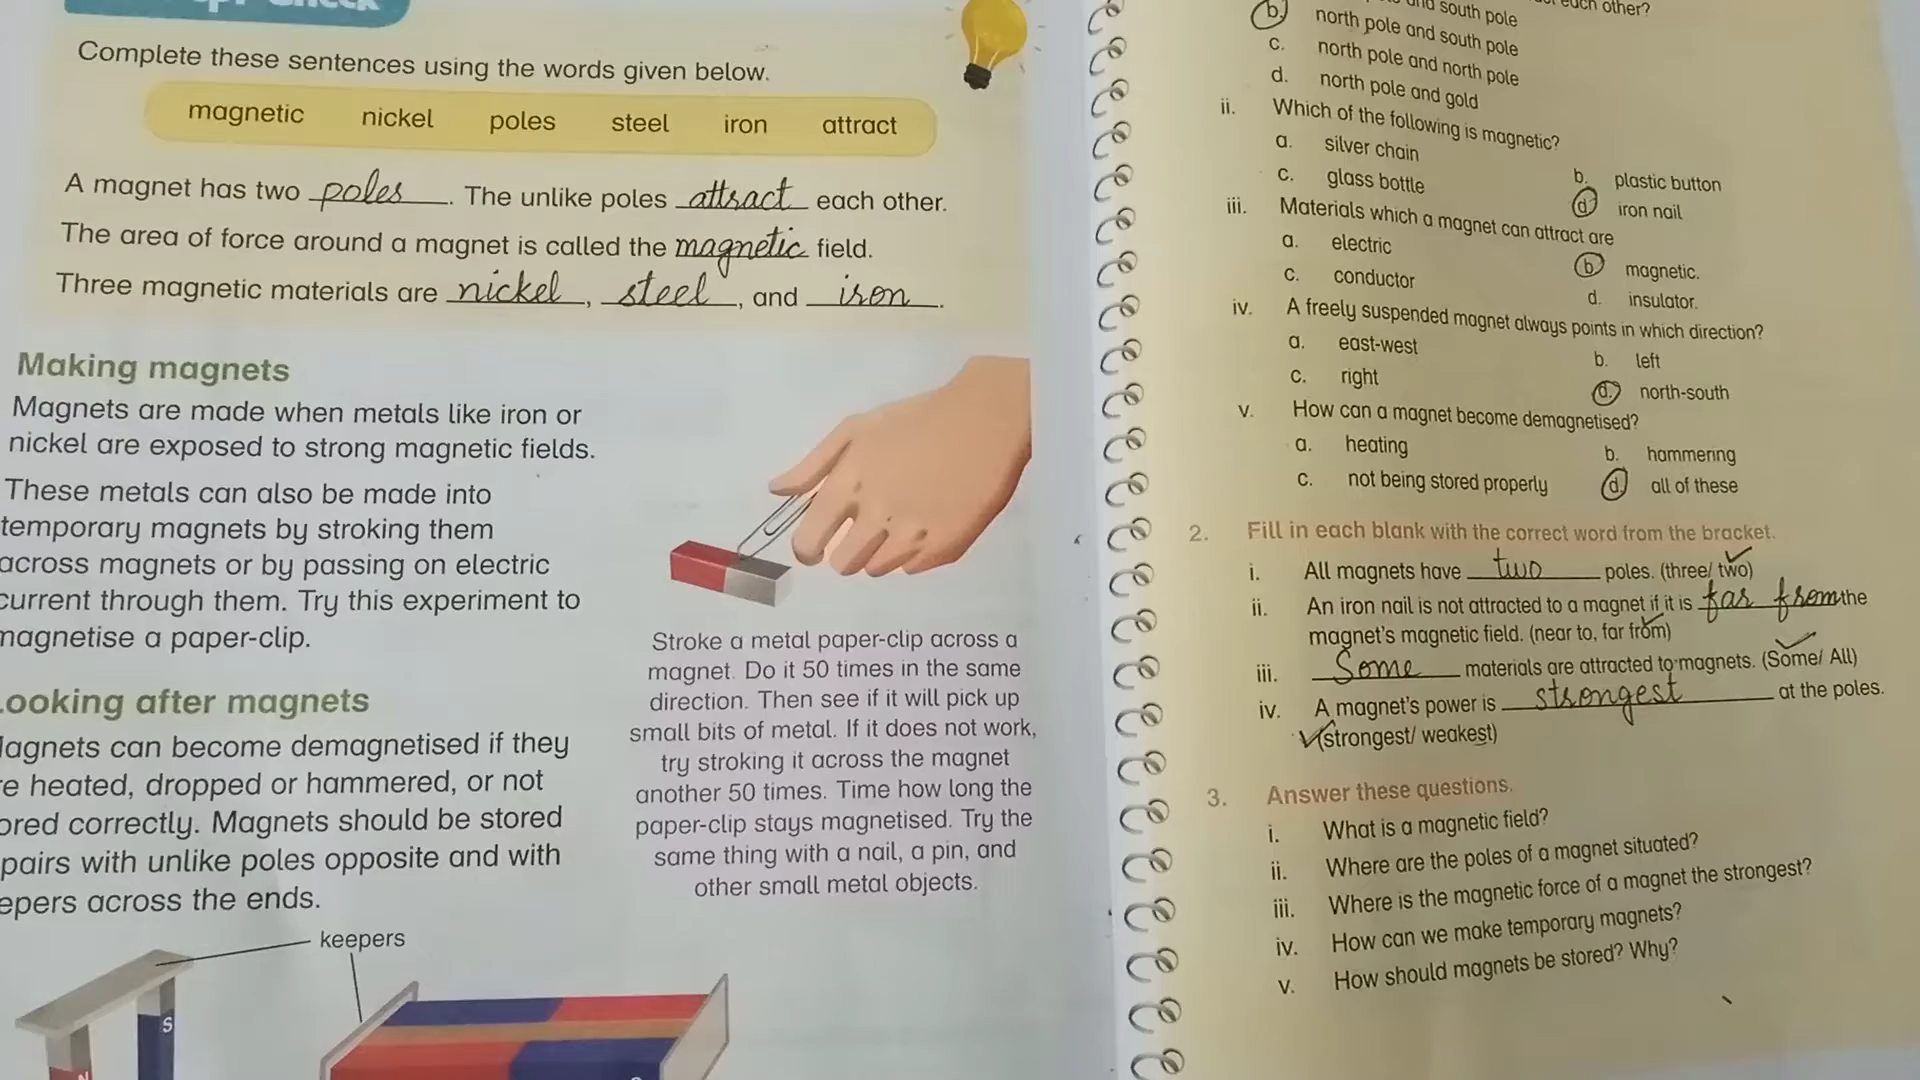 Check
Complete these sentences using the words given below.
magnetic nickel poles steel iron attract
A magnet has two poles. The unlike poles attract each other.
The area of force around a magnet is called the magnetic field.
Three magnetic materials are nickel, steel, and iron.
Making magnets
Magnets are made when metals like iron or
nickel are exposed to strong magnetic fields.
These metals can also be made into
temporary magnets by stroking them
across magnets or by passing on electric
current through them. Try this experiment to
magnetise a paper-clip.
Looking after magnets
Magnets can become demagnetised if they
re heated, dropped or hammered, or not
ored correctly. Magnets should be stored
pairs with unlike poles opposite and with
epers across the ends.
keepers
S
N
Stroke a metal paper-clip across a
magnet. Do it 50 times in the same
direction. Then see if it will pick up
small bits of metal. If it does not work,
try stroking it across the magnet
another 50 times. Time how long the
paper-clip stays magnetised. Try the
same thing with a nail, a pin, and
other small metal objects.
each other?
and south pole
b. north pole and south pole
c. north pole and north pole
d. north pole and gold
ii. Which of the following is magnetic?
a. silver chain
b. plastic button
c. glass bottle
d. iron nail
iii. Materials which a magnet can attract are
a. electric
b. magnetic.
c. conductor
d. insulator.
iv. A freely suspended magnet always points in which direction?
a. east-west
b. left
c. right
d. north-south
v. How can a magnet become demagnetised?
a. heating
b. hammering
c. not being stored properly
d. all of these
2. Fill in each blank with the correct word from the bracket.
i. All magnets have two poles. (three/ two)
ii. An iron nail is not attracted to a magnet if it is far from the
magnet's magnetic field. (near to, far from)
iii. Some materials are attracted to magnets. (Some/ All)
iv. A magnet's power is strongest at the poles.
(strongest/ weakest)
3. Answer these questions.
i. What is a magnetic field?
ii. Where are the poles of a magnet situated?
iii. Where is the magnetic force of a magnet the strongest?
iv. How can we make temporary magnets?
v. How should magnets be stored? Why?